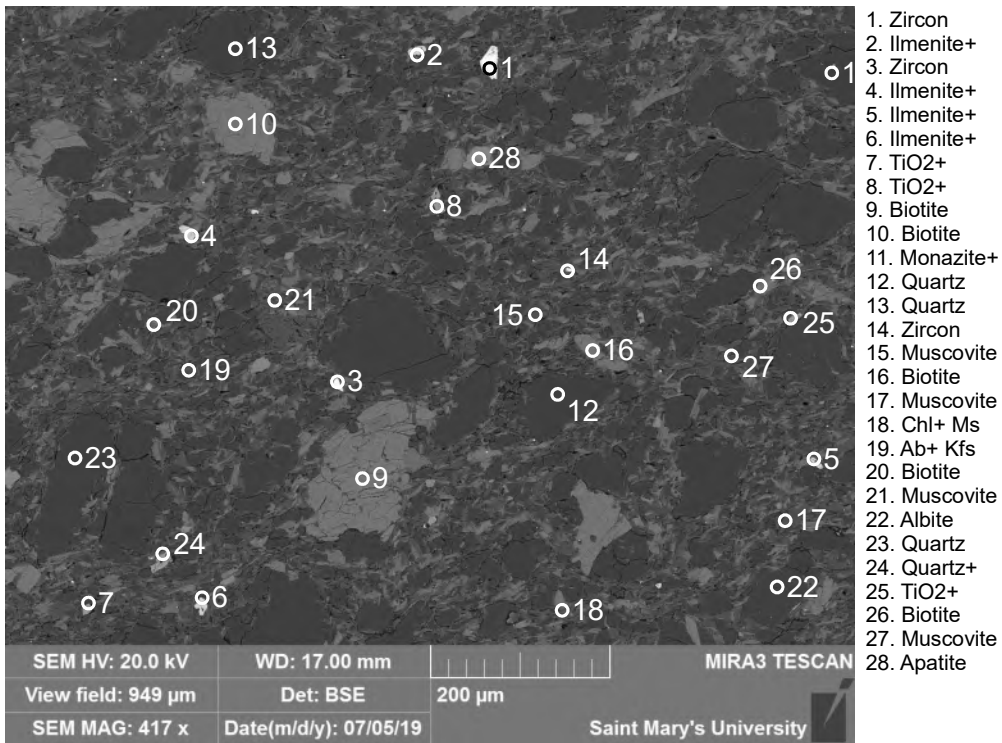 13
2
1
1
10
28
8
4
14
26
21
20
15
25
16
27
19
3
12
23
9
5
17
24
22
7
6
18
1. Zircon
2. Ilmenite+
3. Zircon
4. Ilmenite+
5. Ilmenite+
6. Ilmenite+
7. TiO2+
8. TiO2+
9. Biotite
10. Biotite
11. Monazite+
12. Quartz
13. Quartz
14. Zircon
15. Muscovite
16. Biotite
17. Muscovite
18. Chl+ Ms
19. Ab+ Kfs
20. Biotite
21. Muscovite
22. Albite
23. Quartz
24. Quartz+
25. TiO2+
26. Biotite
27. Muscovite
28. Apatite
SEM HV: 20.0 kV WD: 17.00 mm MIRA3 TESCAN
View field: 949 µm Det: BSE 200 µm
SEM MAG: 417 x Date(m/d/y): 07/05/19 Saint Mary's University